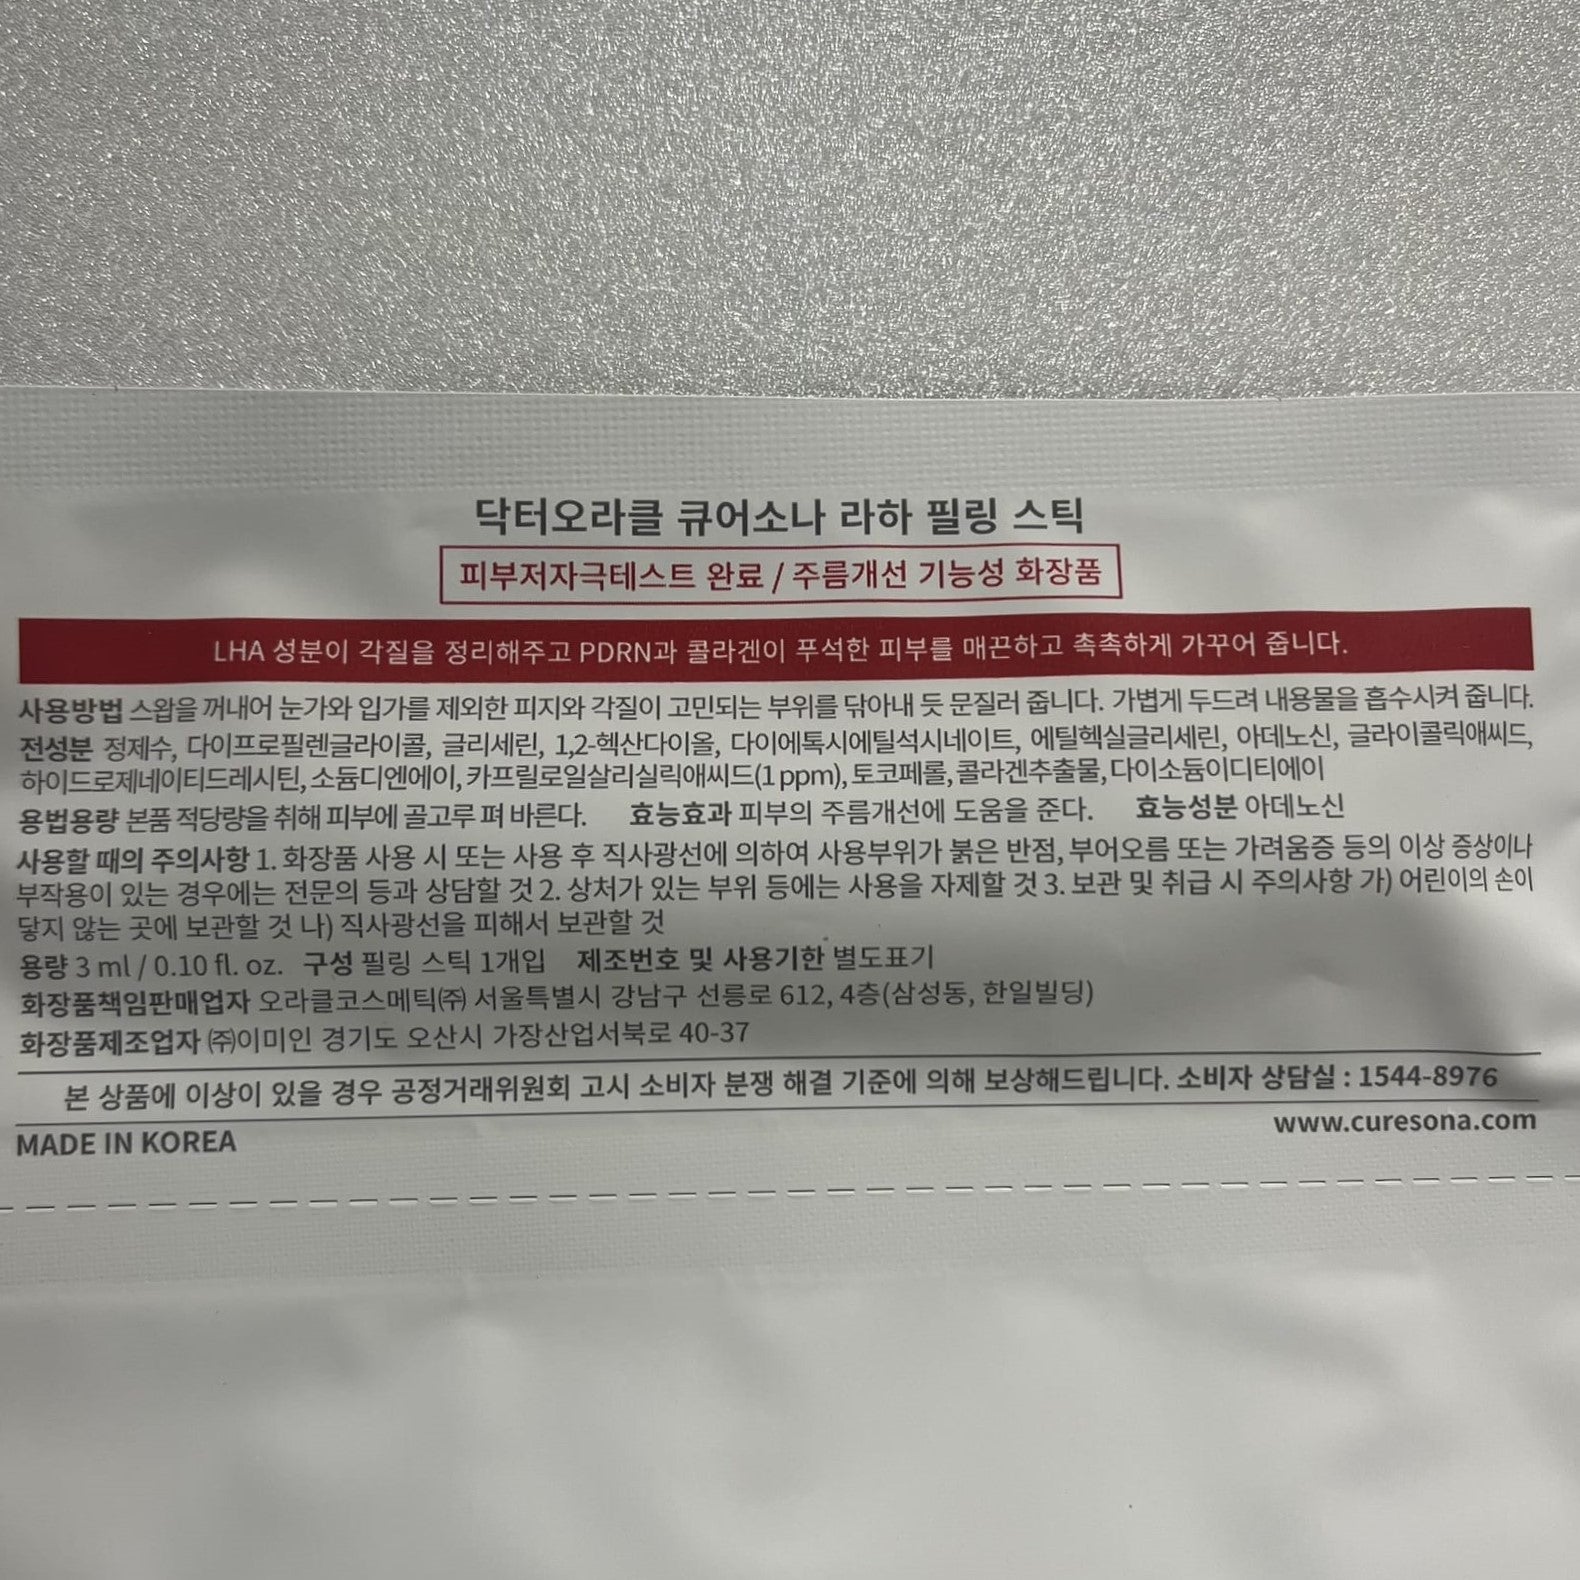 닥터오라클 큐어소나 라하 필링 스틱
피부저자극테스트 완료 / 주름개선 기능성 화장품
LHA 성분이 각질을 정리해주고 PDRN과 콜라겐이 푸석한 피부를 매끈하고 촉촉하게 가꾸어 줍니다.
사용방법 스왑을 꺼내어 눈가와 입가를 제외한 피지와 각질이 고민되는 부위를 닦아내 듯 문질러 줍니다. 가볍게 두드려 내용물을 흡수시켜 줍니다.
전성분 정제수, 다이프로필렌글라이콜, 글리세린, 1,2-헥산다이올, 다이에톡시에틸석시네이트, 에틸헥실글리세린, 아데노신, 글라이콜릭애씨드,
하이드로제네이티드레시틴, 소듐디엔에이, 카프릴로일살리실릭애씨드(1 ppm), 토코페롤, 콜라겐추출물, 다이소듐이디티에이
용법용량 본품 적당량을 취해 피부에 골고루 펴 바른다. 효능효과 피부의 주름개선에 도움을 준다. 효능성분 아데노신
사용할 때의 주의사항 1. 화장품 사용 시 또는 사용 후 직사광선에 의하여 사용부위가 붉은 반점, 부어오름 또는 가려움증 등의 이상 증상이나
부작용이 있는 경우에는 전문의 등과 상담할 것 2. 상처가 있는 부위 등에는 사용을 자제할 것 3. 보관 및 취급 시 주의사항 가) 어린이의 손이
닿지 않는 곳에 보관할 것 나) 직사광선을 피해서 보관할 것
용량 3 ml / 0.10 fl. oz. 구성 필링 스틱 1개입 제조번호 및 사용기한 별도표기
화장품책임판매업자 오라클코스메틱㈜ 서울특별시 강남구 선릉로 612, 4층(삼성동, 한일빌딩)
화장품제조업자 ㈜이미인 경기도 오산시 가장산업서북로 40-37
본 상품에 이상이 있을 경우 공정거래위원회 고시 소비자 분쟁 해결 기준에 의해 보상해드립니다. 소비자 상담실 : 1544-8976
MADE IN KOREA
www.curesona.com